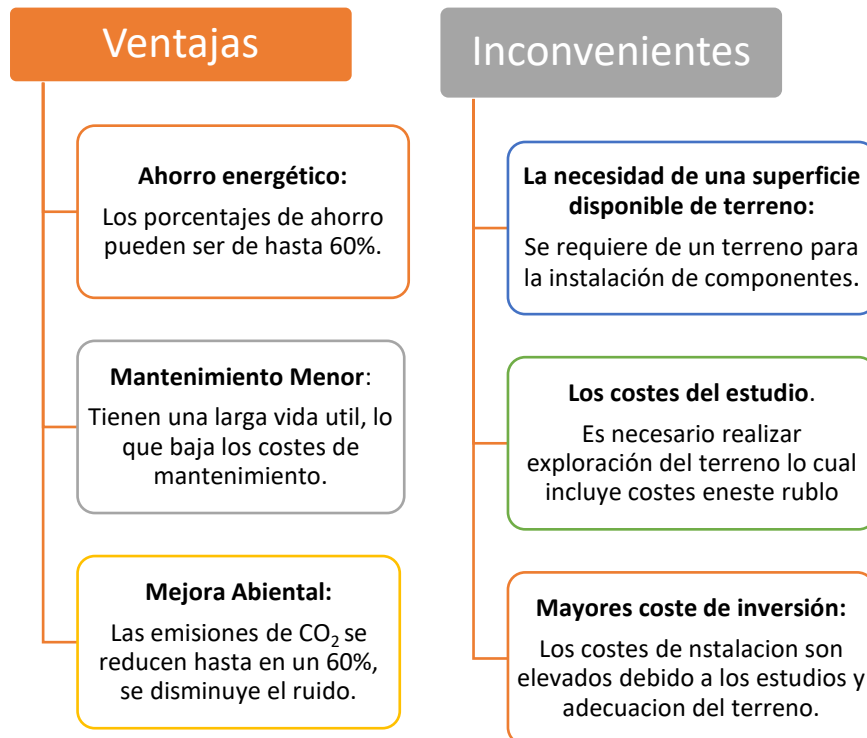 Ventajas
Ahorro energético:
Los porcentajes de ahorro
pueden ser de hasta 60%.
Mantenimiento Menor:
Tienen una larga vida util, lo
que baja los costes de
mantenimiento.
Mejora Abiental:
Las emisiones de CO₂ se
reducen hasta en un 60%,
se disminuye el ruido.
Inconvenientes
La necesidad de una superficie
disponible de terreno:
Se requiere de un terreno para
la instalación de componentes.
Los costes del estudio.
Es necesario realizar
exploración del terreno lo cual
incluye costes eneste rublo
Mayores coste de inversión:
Los costes de nstalacion son
elevados debido a los estudios y
adecuacion del terreno.